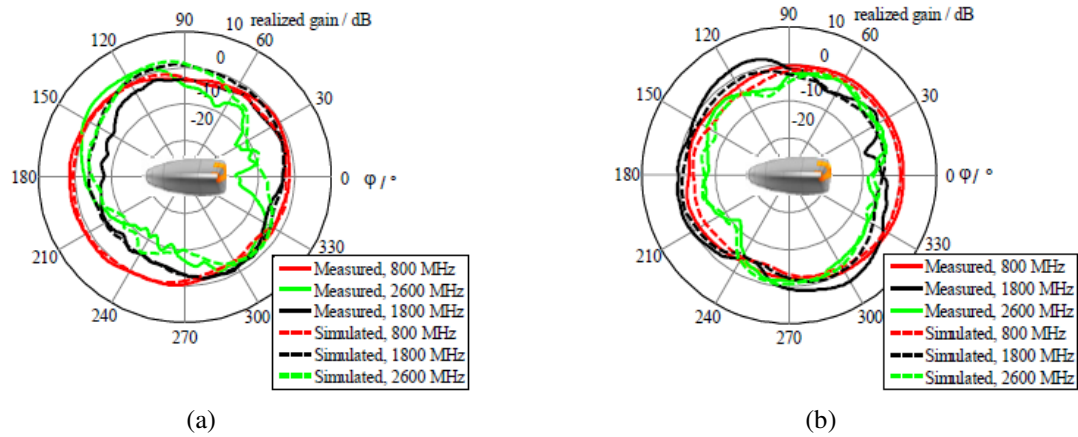 90
10
realized gain / dB
120
60
0
150
-10
30
-20
180
0
φ / °
210
330
240
300
270
Measured, 800 MHz
Measured, 2600 MHz
Measured, 1800 MHz
Simulated, 800 MHz
Simulated, 1800 MHz
Simulated, 2600 MHz
(a)
90
10
realized gain / dB
120
60
0
150
-10
30
-20
180
0
φ / °
210
330
240
300
270
Measured, 800 MHz
Measured, 1800 MHz
Measured, 2600 MHz
Simulated, 800 MHz
Simulated, 1800 MHz
Simulated, 2600 MHz
(b)